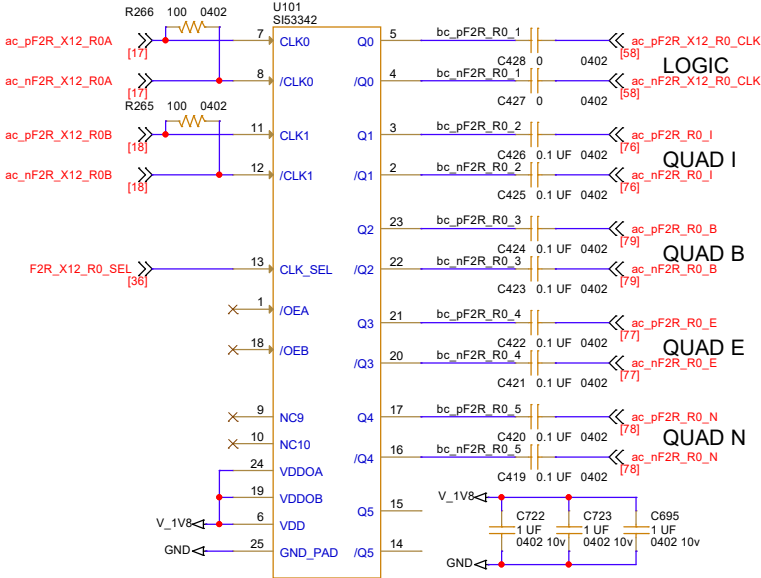 U101
SI53342
R266 100 0402
ac_pF2R_X12_R0A
[17]
7 CLK0
Q0 5
bc_pF2R_R0_1
C428 0 0402
ac_pF2R_X12_R0_CLK
[58]
LOGIC
ac_nF2R_X12_R0A
[17]
8 /CLK0
/Q0 4
bc_nF2R_R0_1
C427 0 0402
ac_nF2R_X12_R0_CLK
[58]
R265 100 0402
ac_pF2R_X12_R0B
[18]
11 CLK1
Q1 3
bc_pF2R_R0_2
C426 0.1 UF 0402
ac_pF2R_R0_I
[76]
QUAD I
ac_nF2R_X12_R0B
[18]
12 /CLK1
/Q1 2
bc_nF2R_R0_2
C425 0.1 UF 0402
ac_nF2R_R0_I
[76]
Q2 23
bc_pF2R_R0_3
C424 0.1 UF 0402
ac_pF2R_R0_B
[79]
QUAD B
F2R_X12_R0_SEL
[36]
13 CLK_SEL
/Q2 22
bc_nF2R_R0_3
C423 0.1 UF 0402
ac_nF2R_R0_B
[79]
1 /OEA
Q3 21
bc_pF2R_R0_4
C422 0.1 UF 0402
ac_pF2R_R0_E
[77]
QUAD E
18 /OEB
/Q3 20
bc_nF2R_R0_4
C421 0.1 UF 0402
ac_nF2R_R0_E
[77]
9 NC9
Q4 17
bc_pF2R_R0_5
C420 0.1 UF 0402
ac_pF2R_R0_N
[78]
QUAD N
10 NC10
/Q4 16
bc_nF2R_R0_5
C419 0.1 UF 0402
ac_nF2R_R0_N
[78]
24 VDDOA
19 VDDOB
Q5 15
V_1V8
6 VDD
GND
25 GND_PAD
/Q5 14
V_1V8
C722 C723 C695
1 UF 1 UF 1 UF
0402 10v 0402 10v 0402 10v
GND